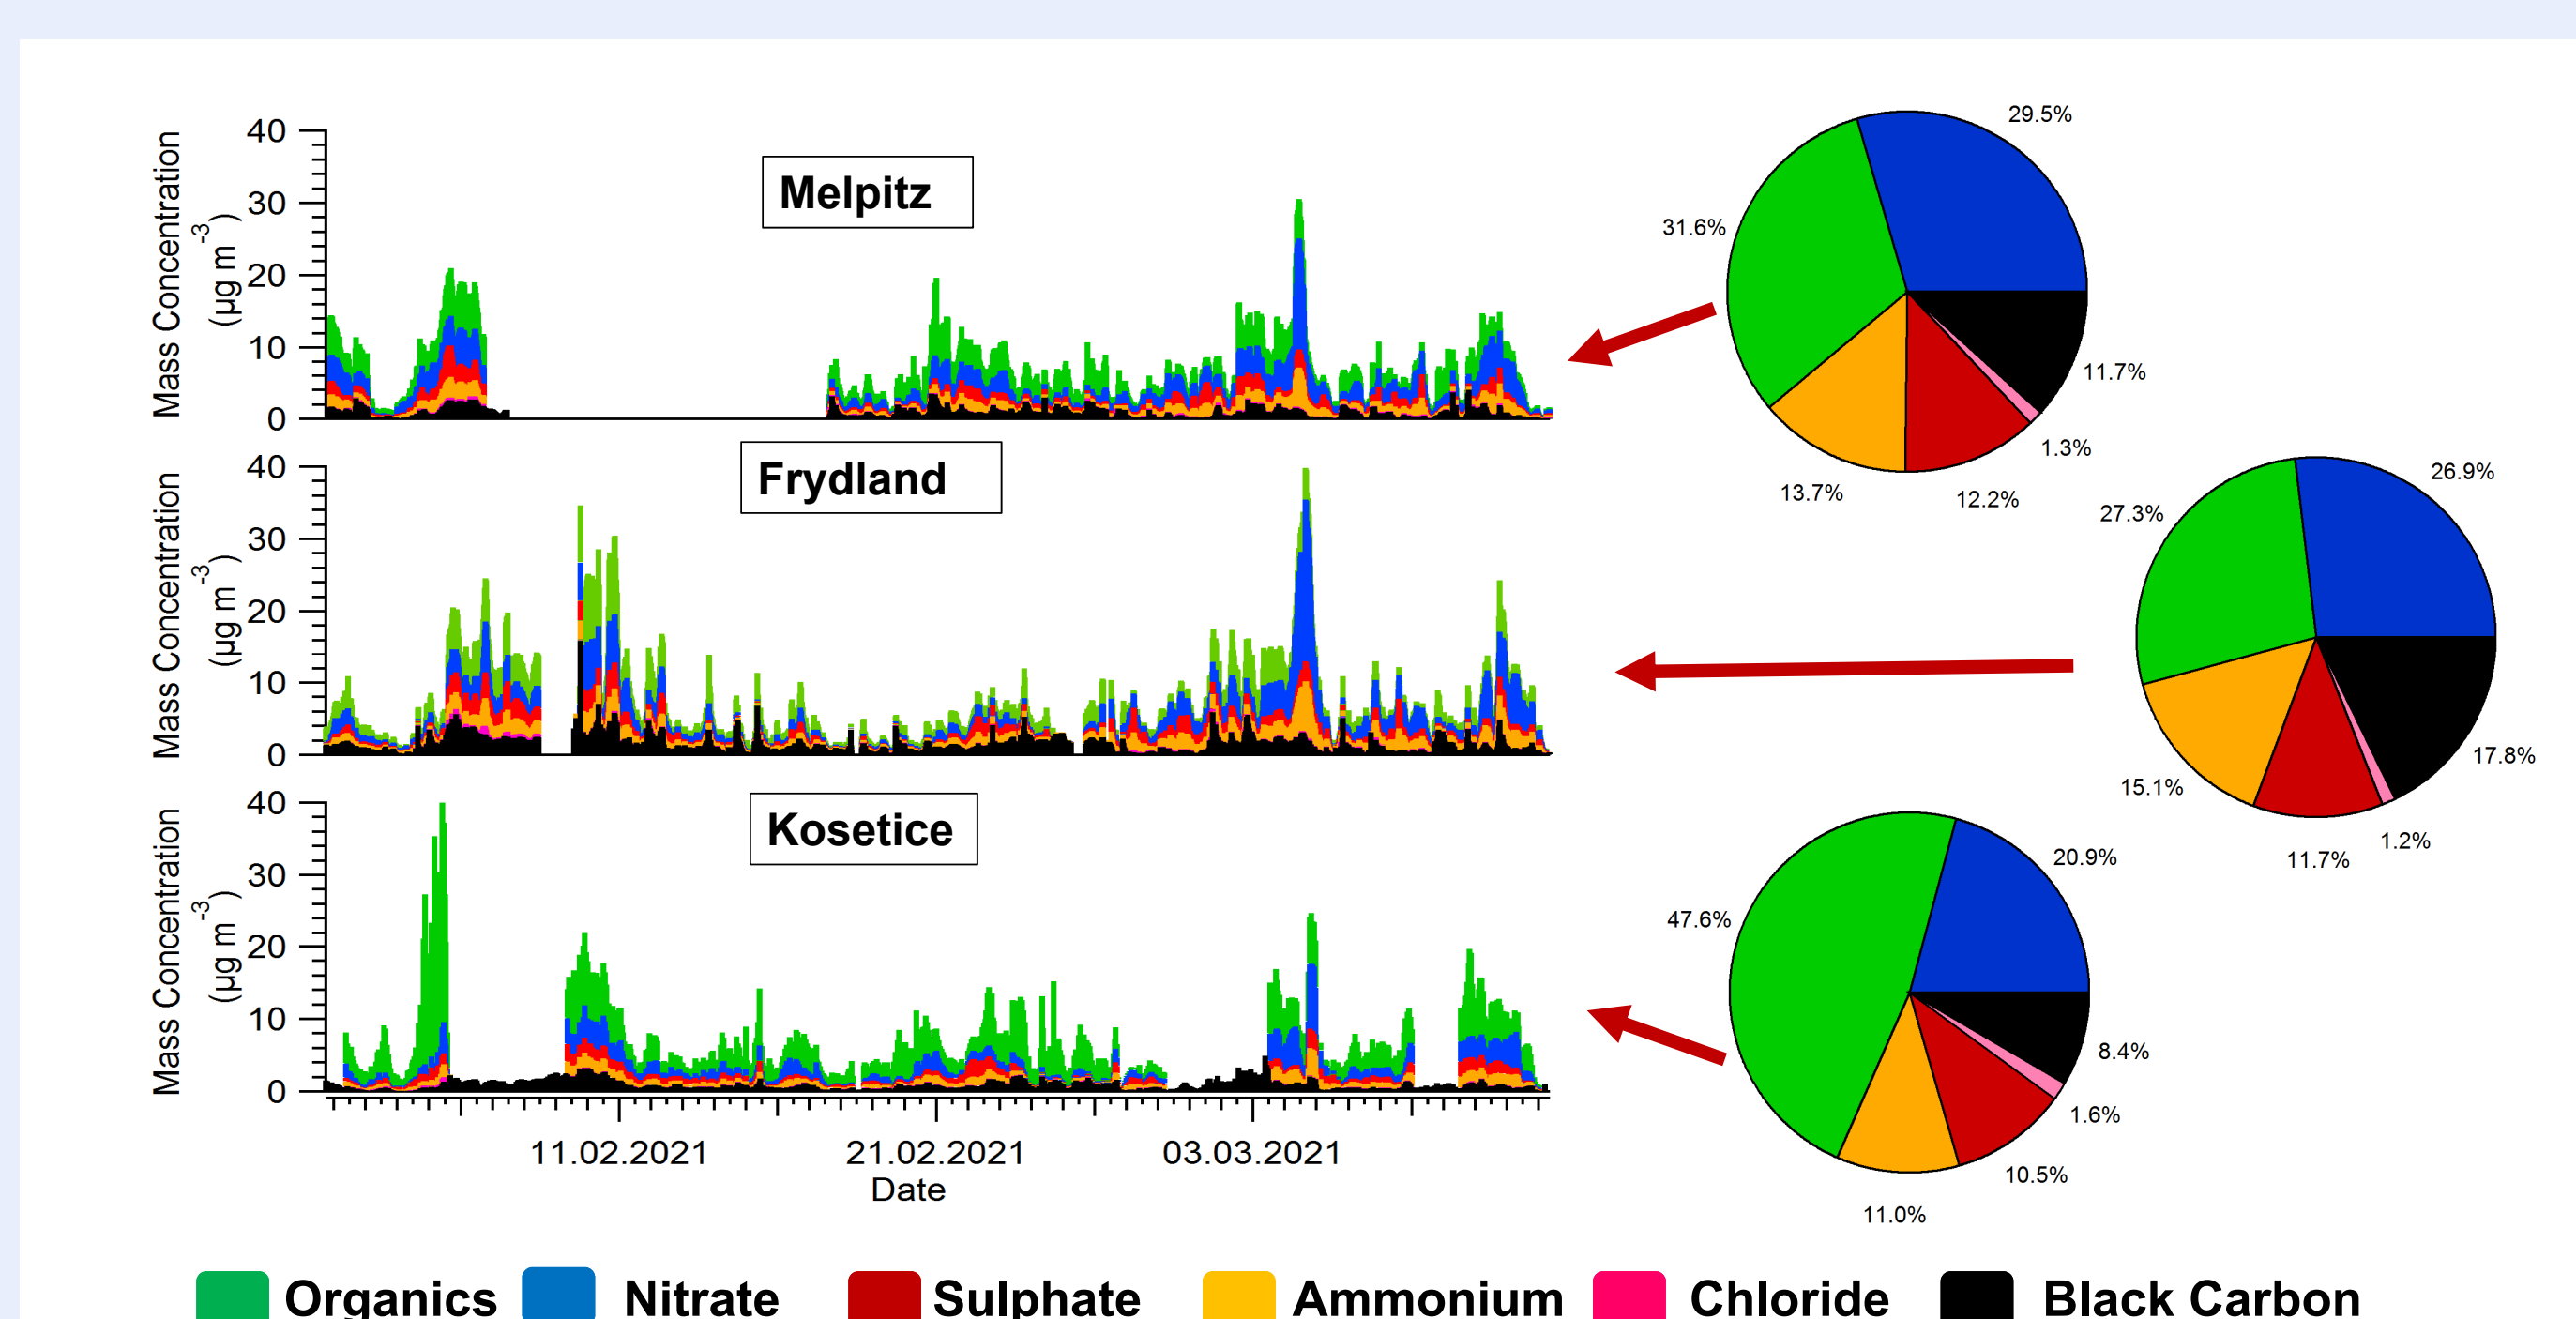 Mass Concentration
(µg m⁻³)
40
30
20
10
0
Melpitz
29.5%
31.6%
11.7%
1.3%
13.7%
12.2%
Mass Concentration
(µg m⁻³)
40
30
20
10
0
Frydland
26.9%
27.3%
17.8%
15.1%
1.2%
11.7%
Mass Concentration
(µg m⁻³)
40
30
20
10
0
Kosetice
20.9%
47.6%
8.4%
1.6%
10.5%
11.0%
11.02.2021 21.02.2021 03.03.2021
Date
Organics Nitrate Sulphate Ammonium Chloride Black Carbon